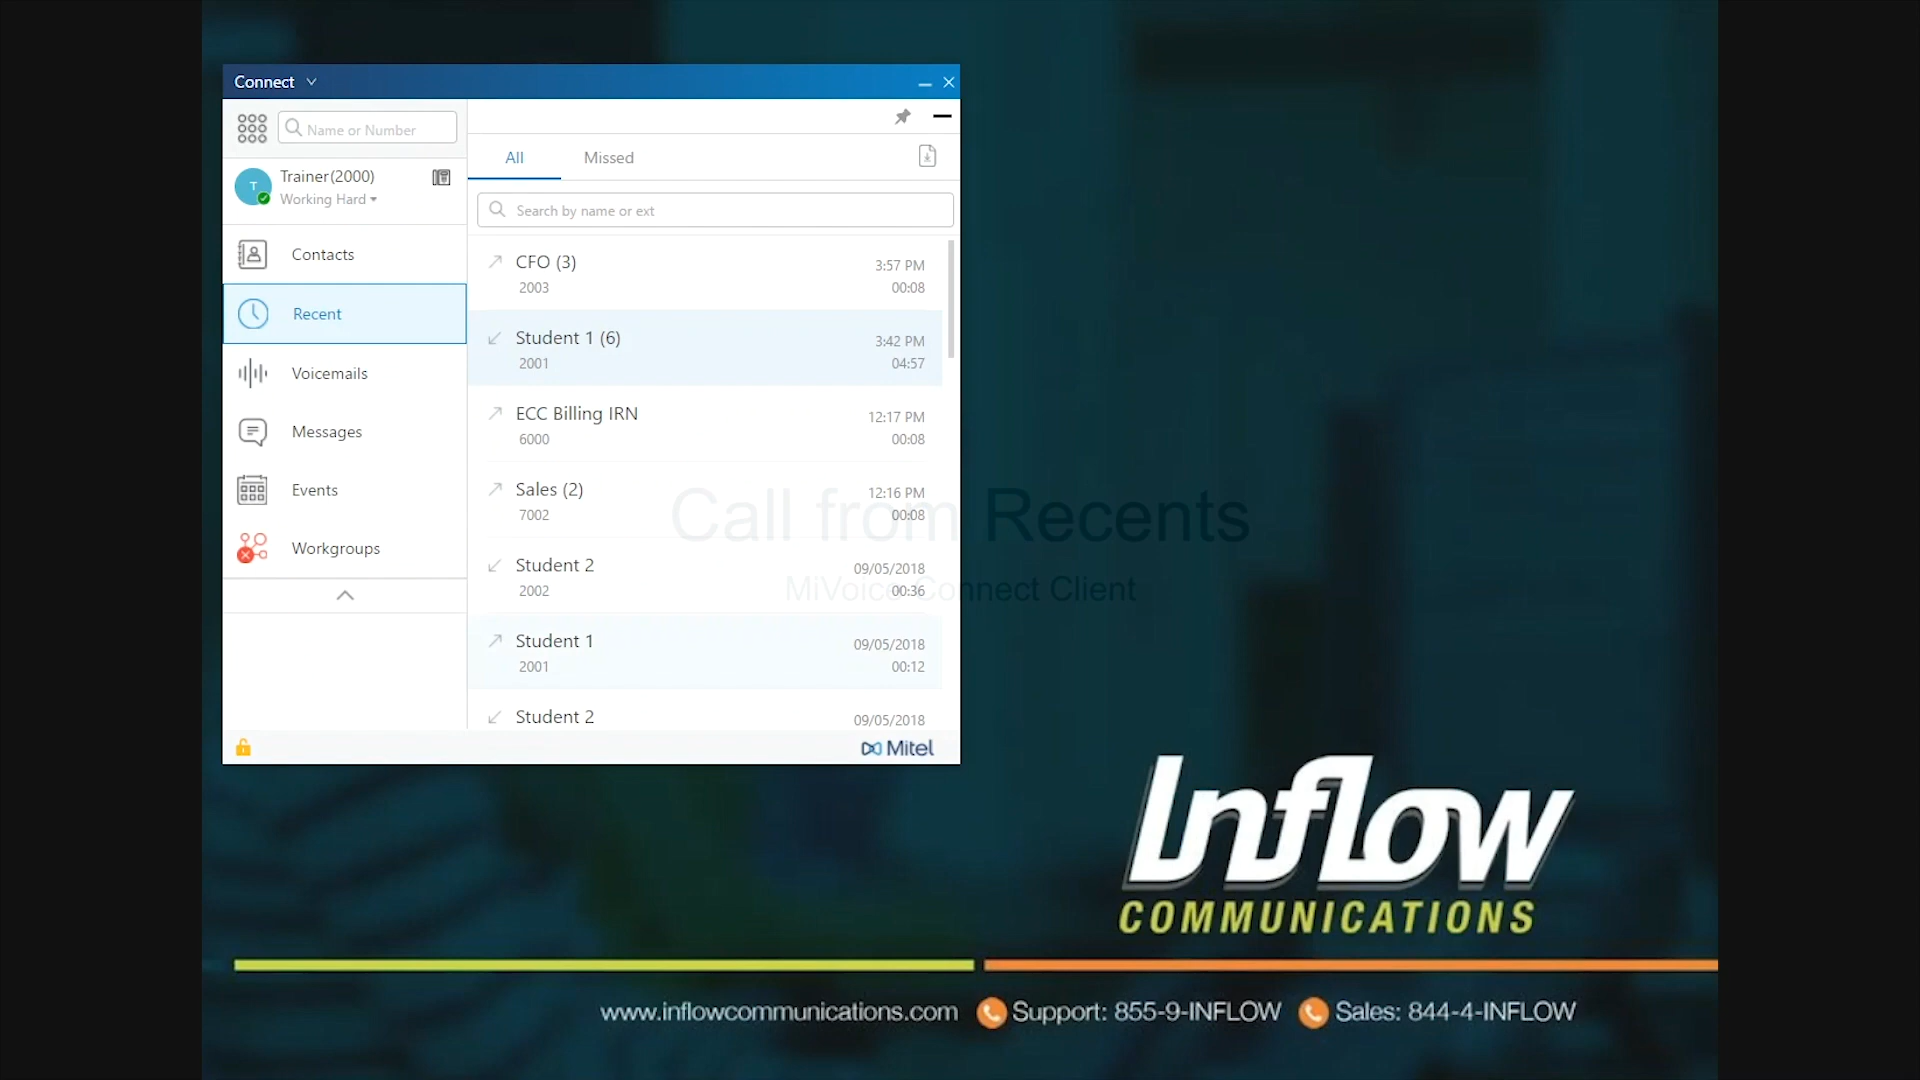 Connect
Name or Number
T
Trainer(2000)
Working Hard
Contacts
Recent
Voicemails
Messages
Events
Workgroups
All
Missed
Search by name or ext
CFO (3)
3:57 PM
2003
00:08
Student 1 (6)
3:42 PM
2001
04:57
ECC Billing IRN
12:17 PM
6000
00:08
Sales (2)
12:16 PM
7002
00:08
Student 2
09/05/2018
2002
00:36
Student 1
09/05/2018
2001
00:12
Student 2
09/05/2018
Mitel
Call from Recents
MiVoice Connect Client
Inflow
COMMUNICATIONS
www.inflowcommunications.com Support: 855-9-INFLOW Sales: 844-4-INFLOW